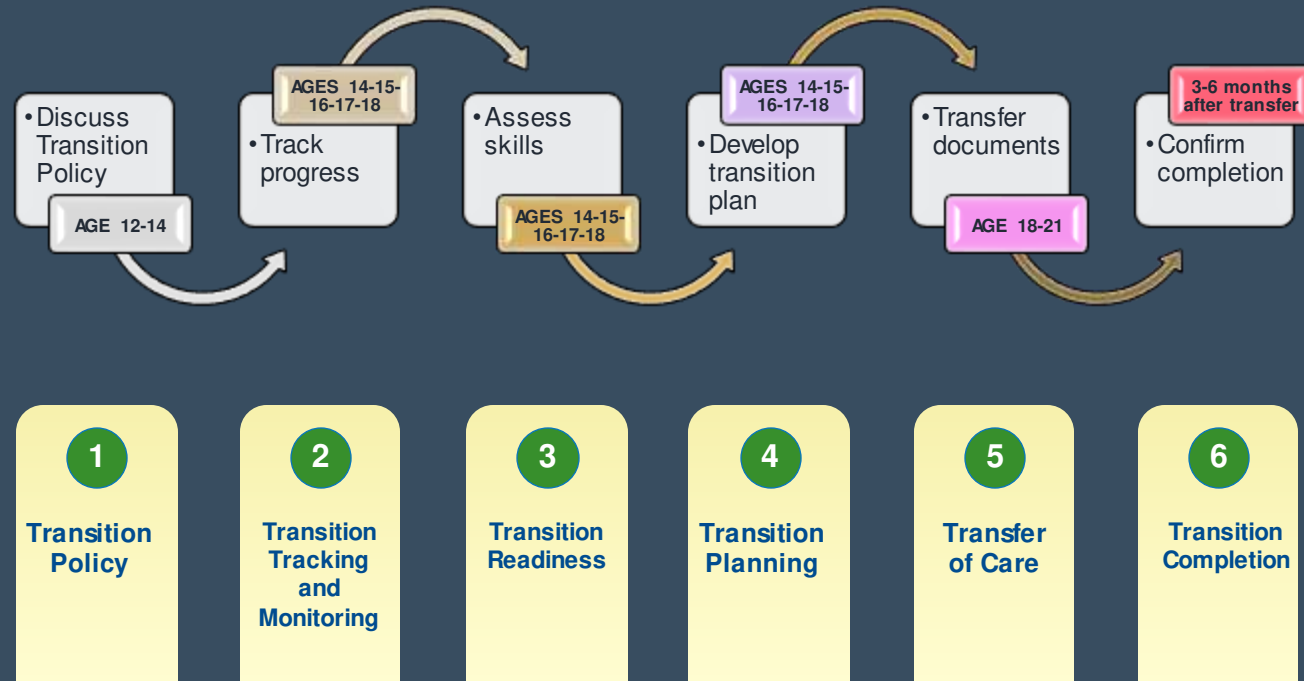 • Discuss
Transition
Policy
AGE 12-14
AGES 14-15-
16-17-18
• Track
progress
• Assess
skills
AGES 14-15-
16-17-18
AGES 14-15-
16-17-18
• Develop
transition
plan
• Transfer
documents
AGE 18-21
3-6 months
after transfer
• Confirm
completion
1
Transition
Policy
2
Transition
Tracking
and
Monitoring
3
Transition
Readiness
4
Transition
Planning
5
Transfer
of Care
6
Transition
Completion